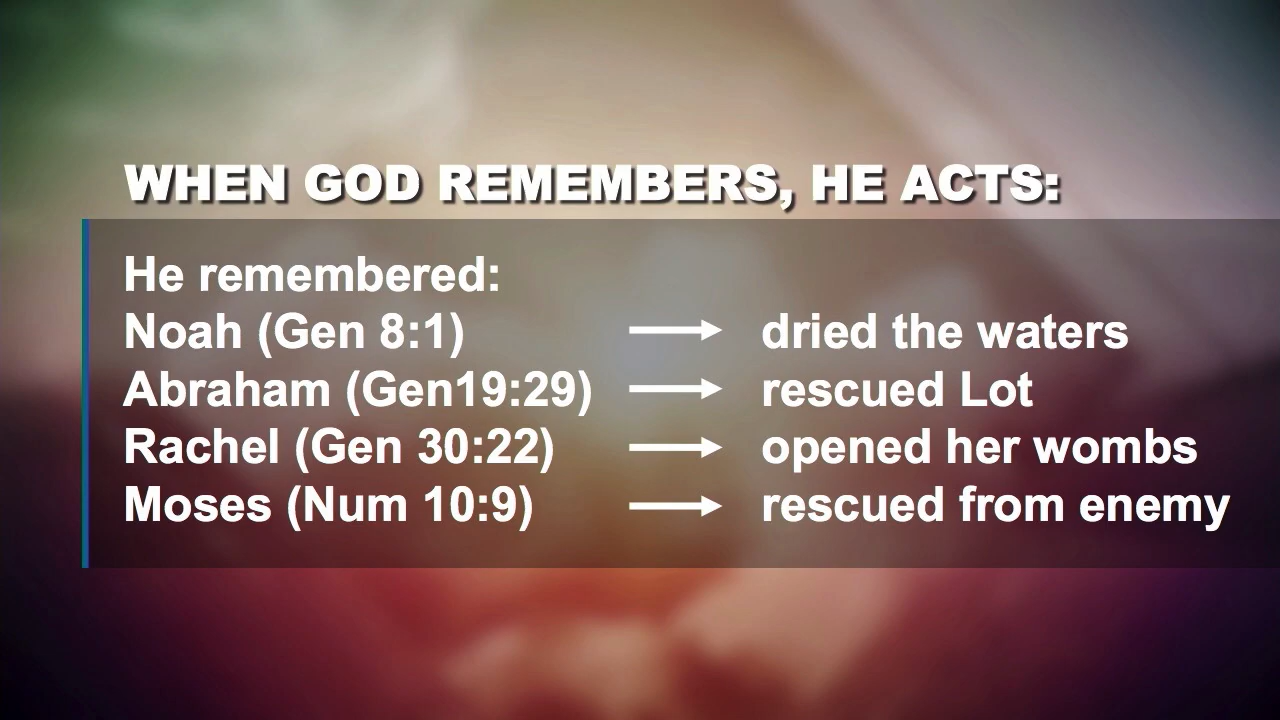 WHEN GOD REMEMBERS, HE ACTS:
He remembered:
Noah (Gen 8:1) → dried the waters
Abraham (Gen19:29) → rescued Lot
Rachel (Gen 30:22) → opened her wombs
Moses (Num 10:9) → rescued from enemy